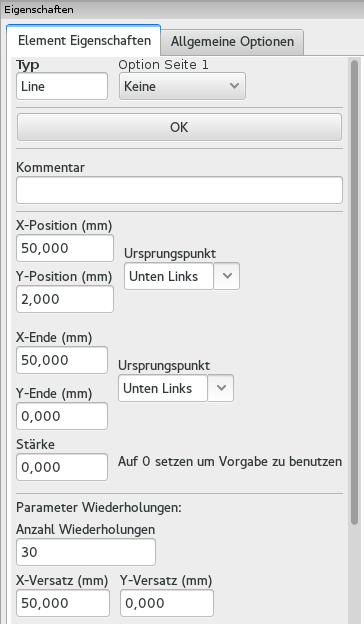 Eigenschaften
Element Eigenschaften Allgemeine Optionen
Typ Option Seite 1
Line Keine
OK
Kommentar
X-Position (mm)
50,000 Ursprungspunkt
Y-Position (mm) Unten Links
2,000
X-Ende (mm)
50,000 Ursprungspunkt
Y-Ende (mm) Unten Links
0,000
Stärke
0,000 Auf 0 setzen um Vorgabe zu benutzen
Parameter Wiederholungen:
Anzahl Wiederholungen
30
X-Versatz (mm) Y-Versatz (mm)
50,000 0,000